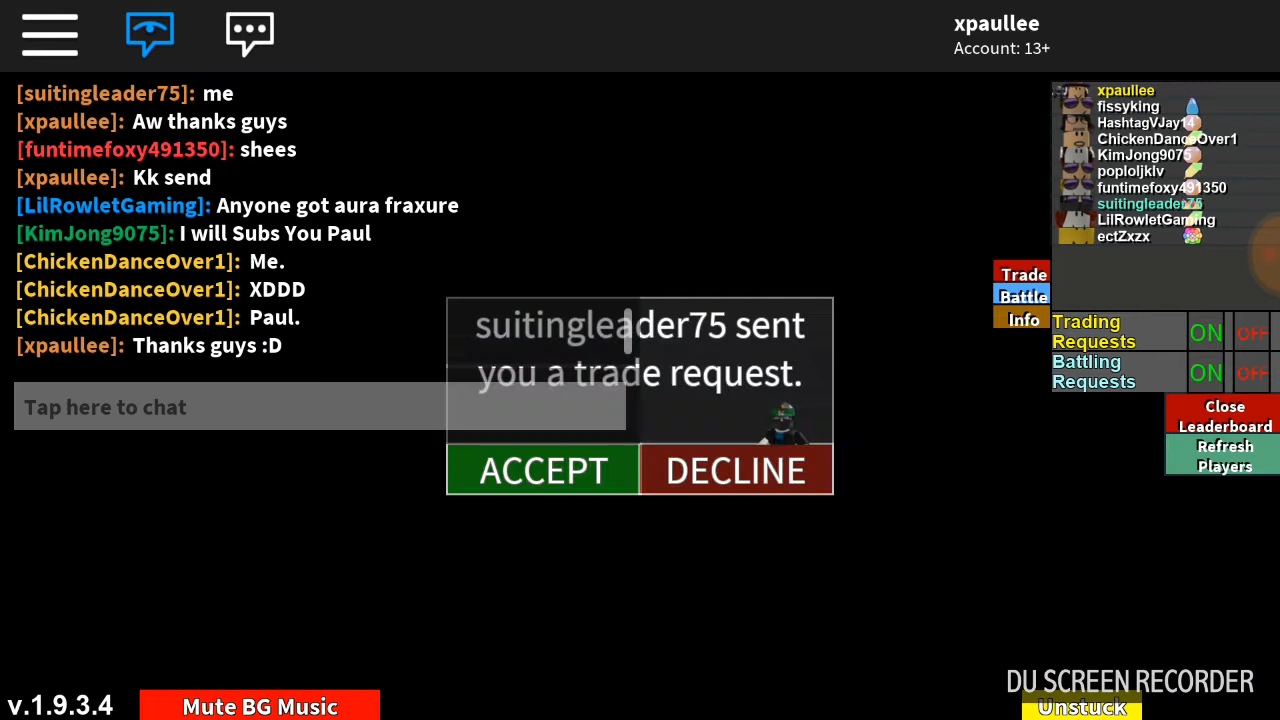 xpaullee
Account: 13+
[suitingleader75]: me
[xpaullee]: Aw thanks guys
[funtimefoxy491350]: shees
[xpaullee]: Kk send
[LilRowletGaming]: Anyone got aura fraxure
[KimJong9075]: I will Subs You Paul
[ChickenDanceOver1]: Me.
[ChickenDanceOver1]: XDDD
[ChickenDanceOver1]: Paul.
[xpaullee]: Thanks guys :D
Tap here to chat
suitingleader75 sent
you a trade request.
ACCEPT DECLINE
xpaullee
fissyking
HashtagVJay14
ChickenDanceOver1
KimJong9075
poploljklv
funtimefoxy491350
suitingleader75
LilRowletGaming
ectZxzx
Trade
Battle
Info
Trading
Requests
ON OFF
Battling
Requests
ON OFF
Close
Leaderboard
Refresh
Players
DU SCREEN RECORDER
v.1.9.3.4
Mute BG Music
Unstuck